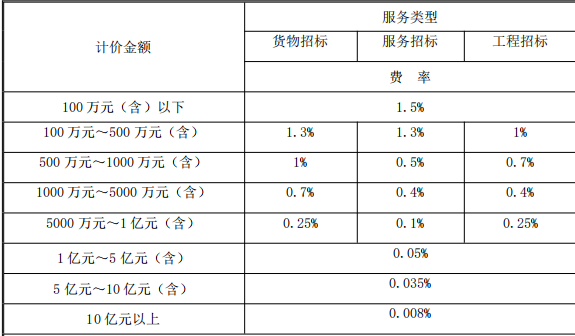 计价金额
服务类型
货物招标 服务招标 工程招标
费 率
100 万元（含）以下 1.5%
100 万元～500 万元（含） 1.3% 1.3% 1%
500 万元～1000 万元（含） 1% 0.5% 0.7%
1000 万元～5000 万元（含） 0.7% 0.4% 0.4%
5000 万元～1 亿元（含） 0.25% 0.1% 0.25%
1 亿元～5 亿元（含） 0.05%
5 亿元～10 亿元（含） 0.035%
10 亿元以上 0.008%